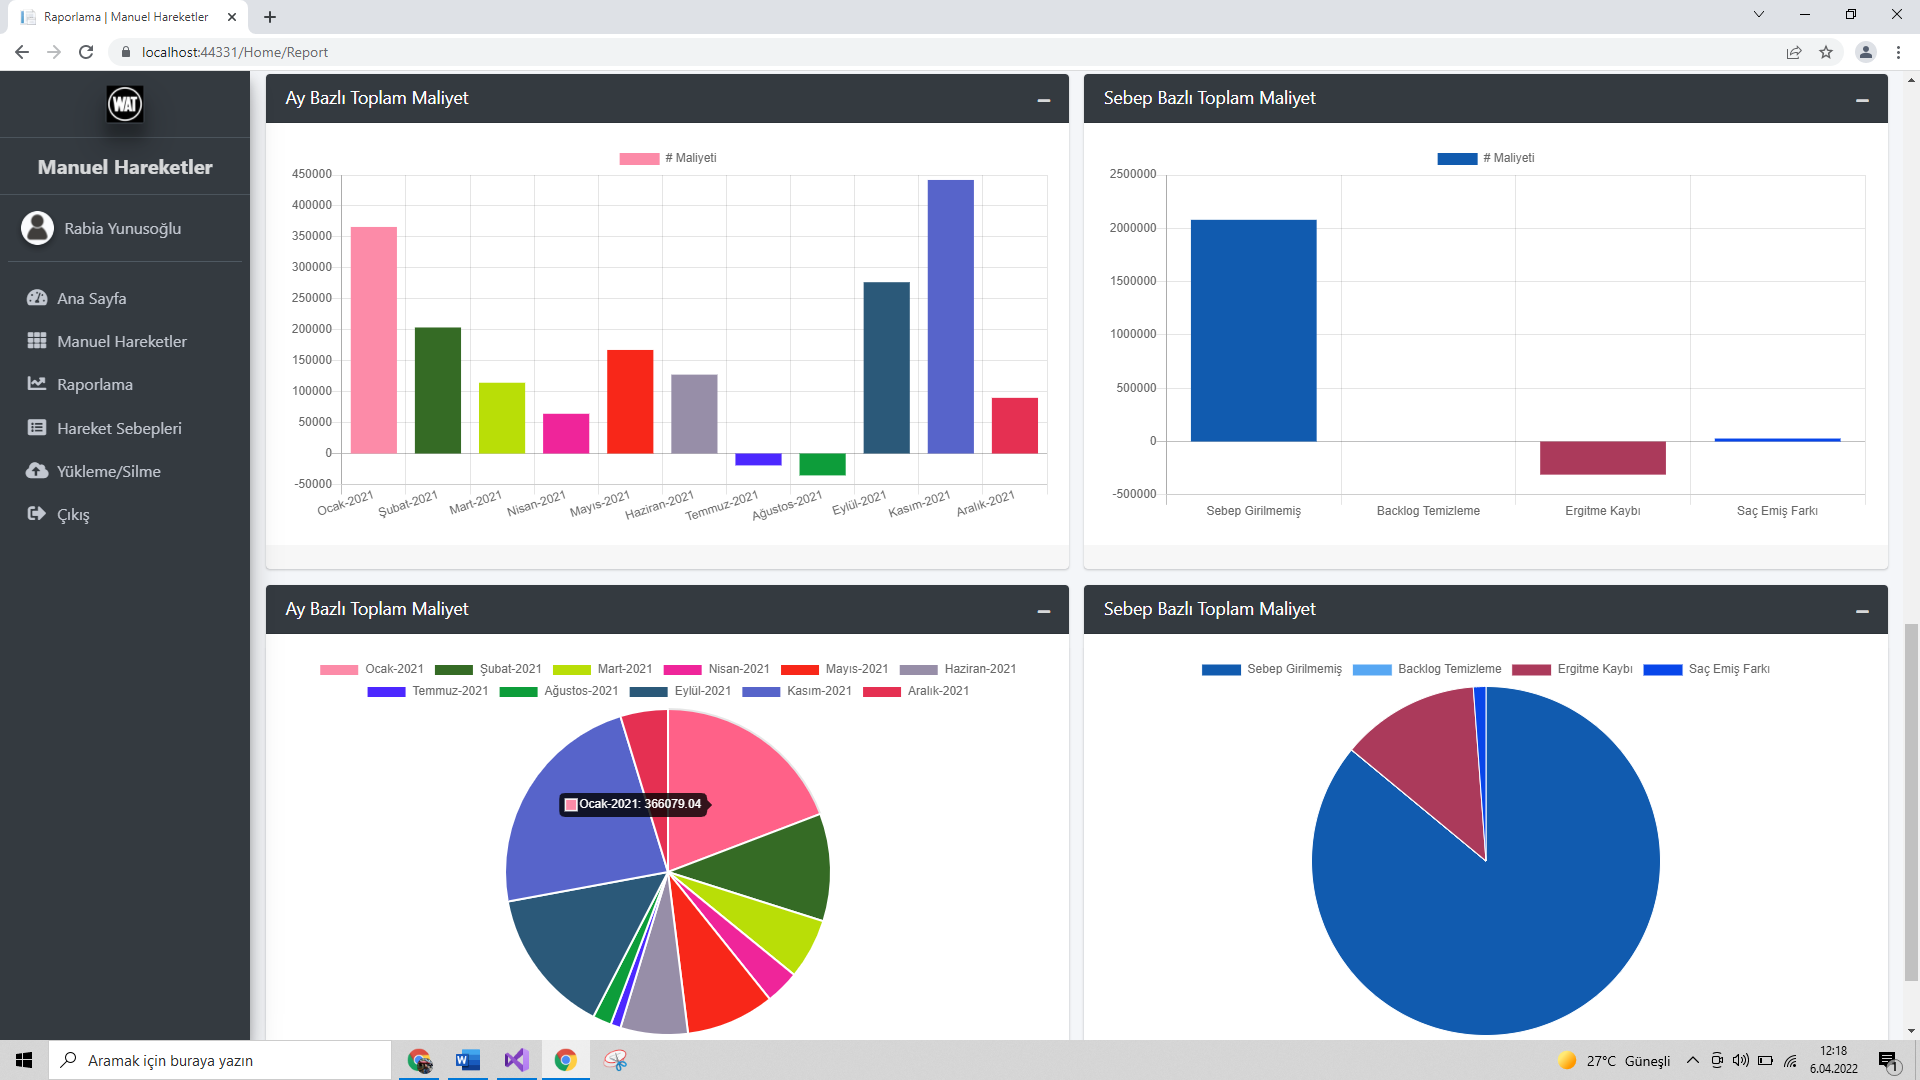 Raporlama | Manuel Hareketler
localhost:44331/Home/Report
WAT
Manuel Hareketler
Rabia Yunusoğlu
Ana Sayfa
Manuel Hareketler
Raporlama
Hareket Sebepleri
Yükleme/Silme
Çıkış
Ay Bazlı Toplam Maliyet
# Maliyeti
450000
400000
350000
300000
250000
200000
150000
100000
50000
0
-50000
Ocak-2021 Şubat-2021 Mart-2021 Nisan-2021 Mayıs-2021 Haziran-2021 Temmuz-2021 Ağustos-2021 Eylül-2021 Kasım-2021 Aralık-2021
Sebep Bazlı Toplam Maliyet
# Maliyeti
2500000
2000000
1500000
1000000
500000
0
-500000
Sebep Girilmemiş Backlog Temizleme Ergitme Kaybı Saç Emiş Farkı
Ay Bazlı Toplam Maliyet
Ocak-2021 Şubat-2021 Mart-2021 Nisan-2021 Mayıs-2021 Haziran-2021
Temmuz-2021 Ağustos-2021 Eylül-2021 Kasım-2021 Aralık-2021
Ocak-2021: 366079.04
Sebep Bazlı Toplam Maliyet
Sebep Girilmemiş Backlog Temizleme Ergitme Kaybı Saç Emiş Farkı
Aramak için buraya yazın
27°C Güneşli
12:18
6.04.2022
1